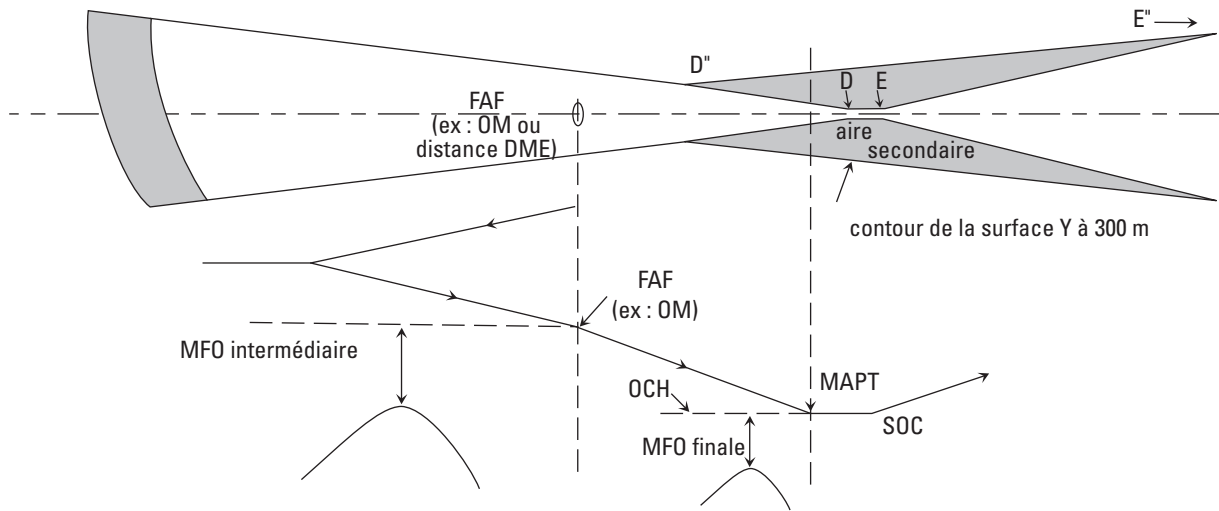 E"
D"
D
E
FAF
(ex : OM ou
distance DME)
aire
secondaire
contour de la surface Y à 300 m
FAF
(ex : OM)
MFO intermédiaire
OCH
MAPT
SOC
MFO finale